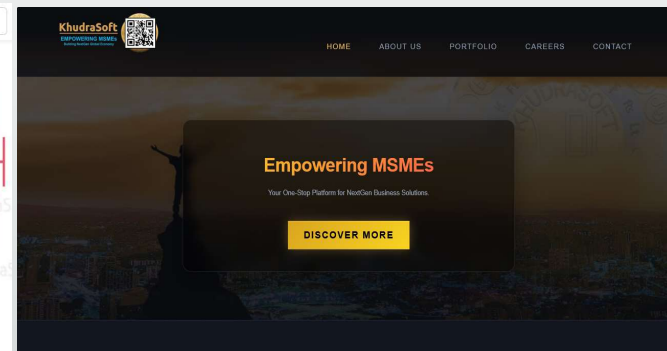 KhudraSoft
EMPOWERING MSMEs
HOME
ABOUT US
PORTFOLIO
CAREERS
CONTACT
Empowering MSMEs
Your One-Stop Platform for NextGen Business Solutions.
DISCOVER MORE